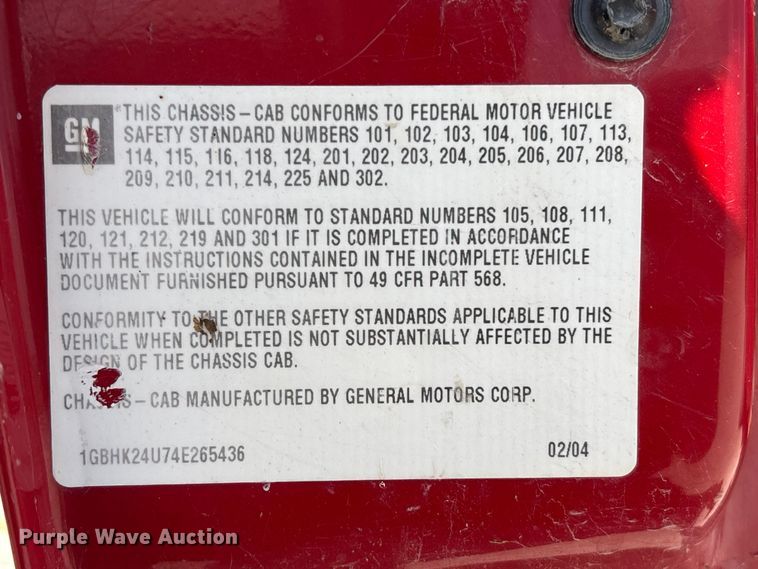 GM
*THIS CHASSIS-CAB CONFORMS TO FEDERAL MOTOR VEHICLE
SAFETY STANDARD NUMBERS 101, 102, 103, 104, 106, 107, 113,
114, 115, 116, 118, 124, 201, 202, 203, 204, 205, 206, 207, 208,
209, 210, 211, 214, 225 AND 302.
THIS VEHICLE WILL CONFORM TO STANDARD NUMBERS 105, 108, 111,
120, 121, 212, 219 AND 301 IF IT IS COMPLETED IN ACCORDANCE
WITH THE INSTRUCTIONS CONTAINED IN THE INCOMPLETE VEHICLE
DOCUMENT FURNISHED PURSUANT TO 49 CFR PART 568.
CONFORMITY TO THE OTHER SAFETY STANDARDS APPLICABLE TO THIS
VEHICLE WHEN COMPLETED IS NOT SUBSTANTIALLY AFFECTED BY THE
DESIGN OF THE CHASSIS CAB.
CHASSIS-CAB MANUFACTURED BY GENERAL MOTORS CORP.
1GBHK24U74E265436 02/04
Purple Wave Auction